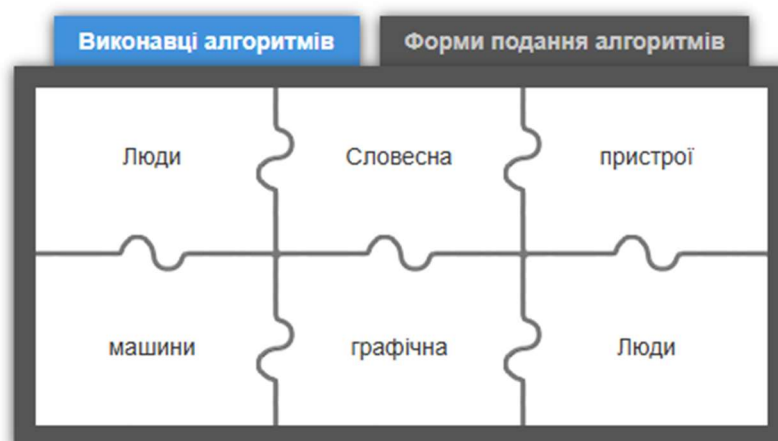 Виконавці алгоритмів
Форми подання алгоритмів
Люди
Словесна
пристрої
машини
графічна
Люди